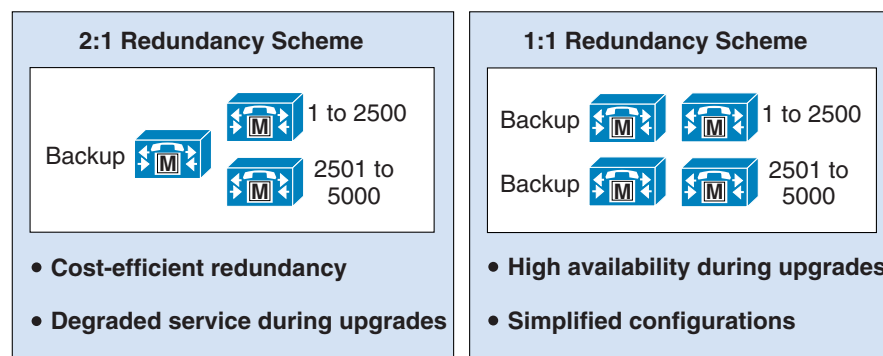 2:1 Redundancy Scheme
Backup
M
M
M
1 to 2500
2501 to
5000
• Cost-efficient redundancy
• Degraded service during upgrades
1:1 Redundancy Scheme
Backup
M
M
1 to 2500
Backup
M
M
2501 to
5000
• High availability during upgrades
• Simplified configurations